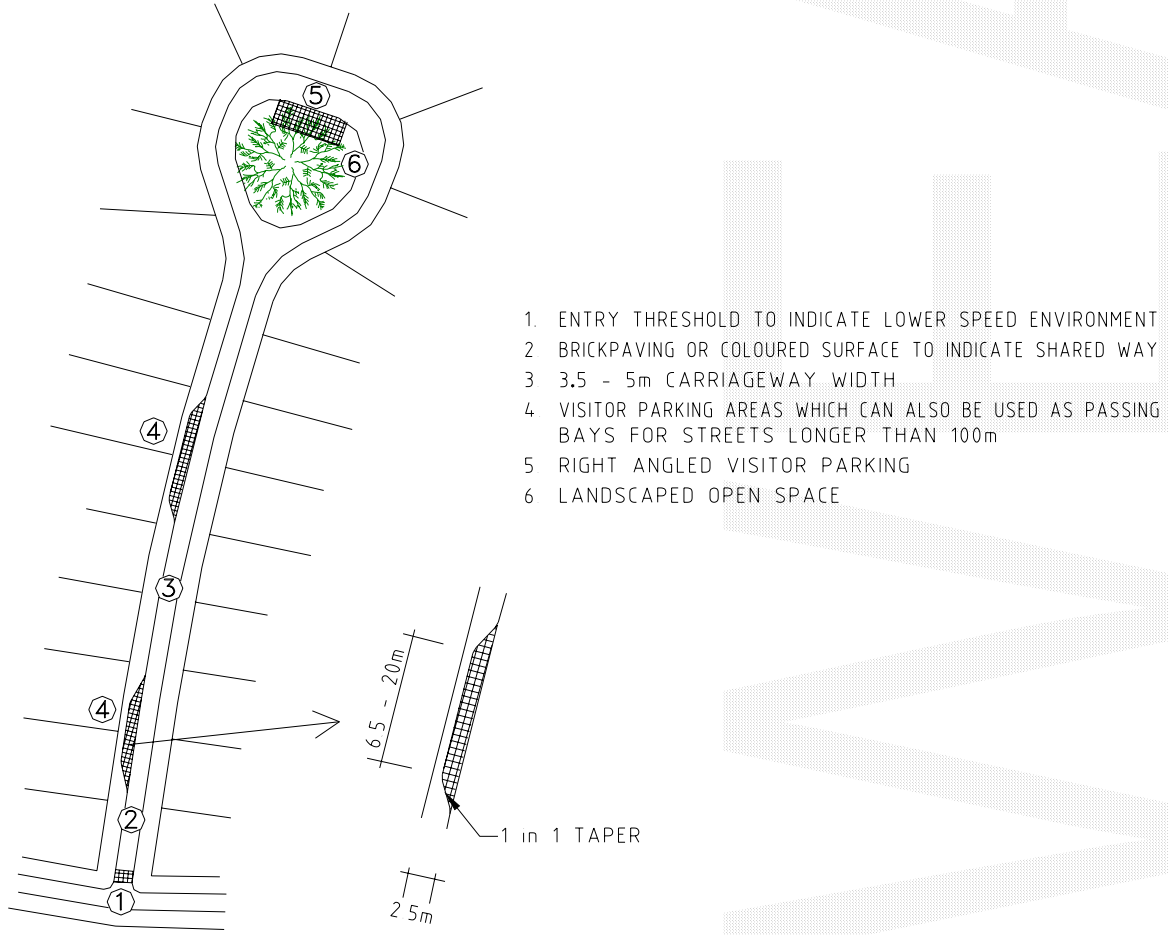 5
6
1. ENTRY THRESHOLD TO INDICATE LOWER SPEED ENVIRONMENT
2 BRICKPAVING OR COLOURED SURFACE TO INDICATE SHARED WAY
3 3.5 - 5m CARRIAGEWAY WIDTH
4 VISITOR PARKING AREAS WHICH CAN ALSO BE USED AS PASSING
BAYS FOR STREETS LONGER THAN 100m
5 RIGHT ANGLED VISITOR PARKING
6 LANDSCAPED OPEN SPACE
4
3
4
2
1
6 5 - 20m
1 in 1 TAPER
2 5m